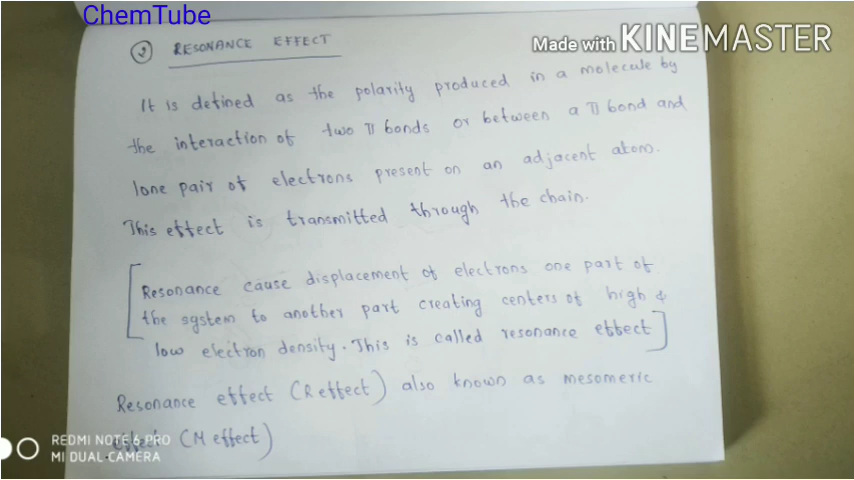 ChemTube
Made with KINEMASTER
② RESONANCE EFFECT
It is defined as the polarity produced in a molecule by
the interaction of two π bonds or between a π bond and
lone pair of electrons present on an adjacent atom.
This effect is transmitted through the chain.
[Resonance cause displacement of electrons one part of
the system to another part creating centers of high &
low electron density. This is called resonance effect]
Resonance effect (R effect) also known as mesomeric
effect (M effect)
REDMI NOTE 6 PRO
MI DUAL CAMERA